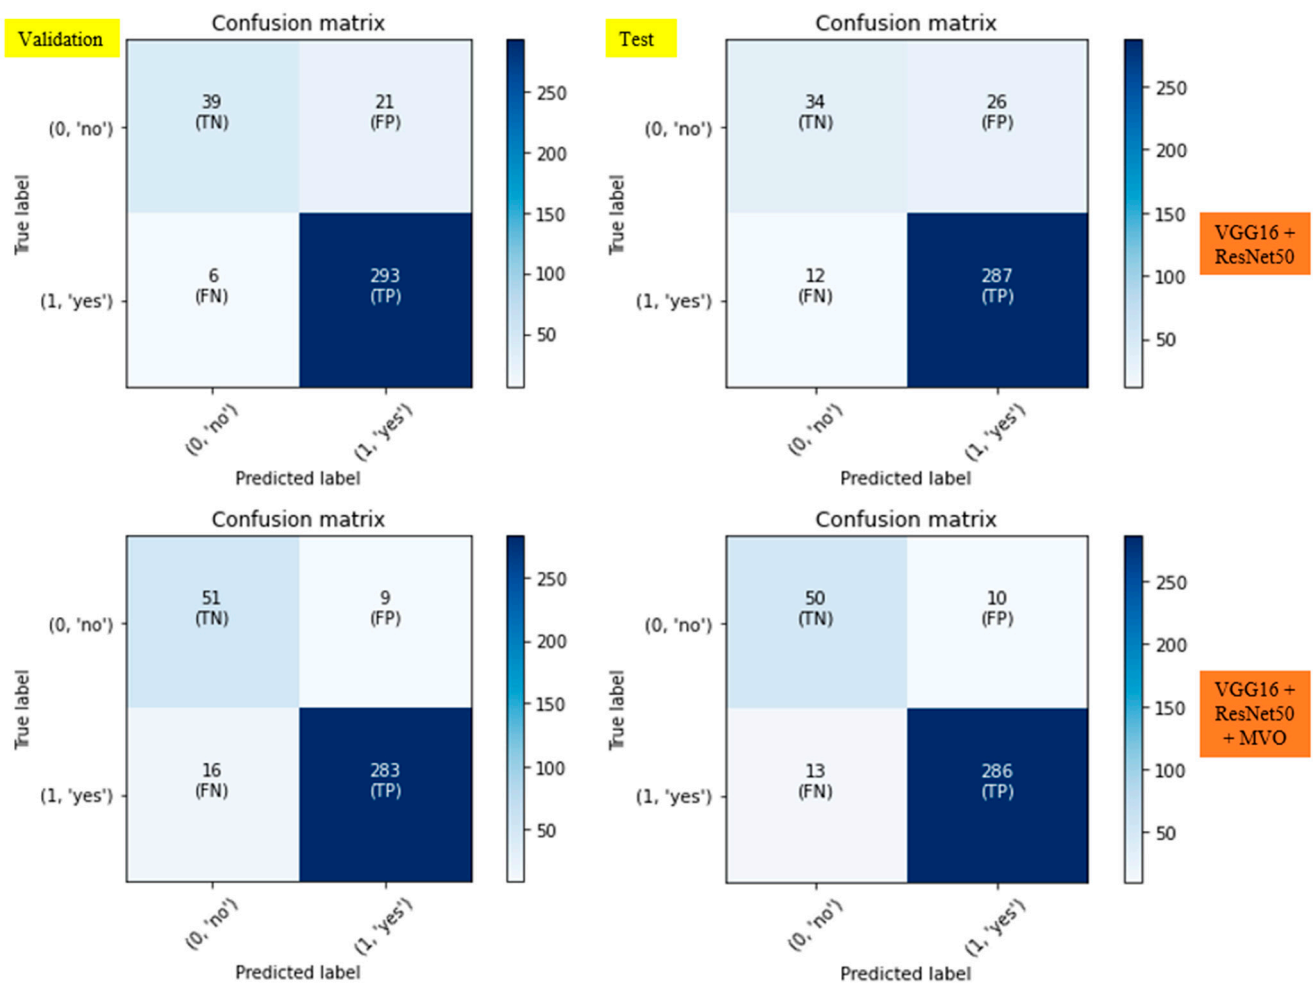 Validation
Confusion matrix
39
(TN)
21
(FP)
6
(FN)
293
(TP)
(0, 'no')
(1, 'yes')
True label
(0, 'no')
(1, 'yes')
Predicted label
250
200
150
100
50
Test
Confusion matrix
34
(TN)
26
(FP)
12
(FN)
287
(TP)
(0, 'no')
(1, 'yes')
True label
(0, 'no')
(1, 'yes')
Predicted label
250
200
150
100
50
VGG16 +
ResNet50
Confusion matrix
51
(TN)
9
(FP)
16
(FN)
283
(TP)
(0, 'no')
(1, 'yes')
True label
(0, 'no')
(1, 'yes')
Predicted label
250
200
150
100
50
Confusion matrix
50
(TN)
10
(FP)
13
(FN)
286
(TP)
(0, 'no')
(1, 'yes')
True label
(0, 'no')
(1, 'yes')
Predicted label
250
200
150
100
50
VGG16 +
ResNet50
+ MVO